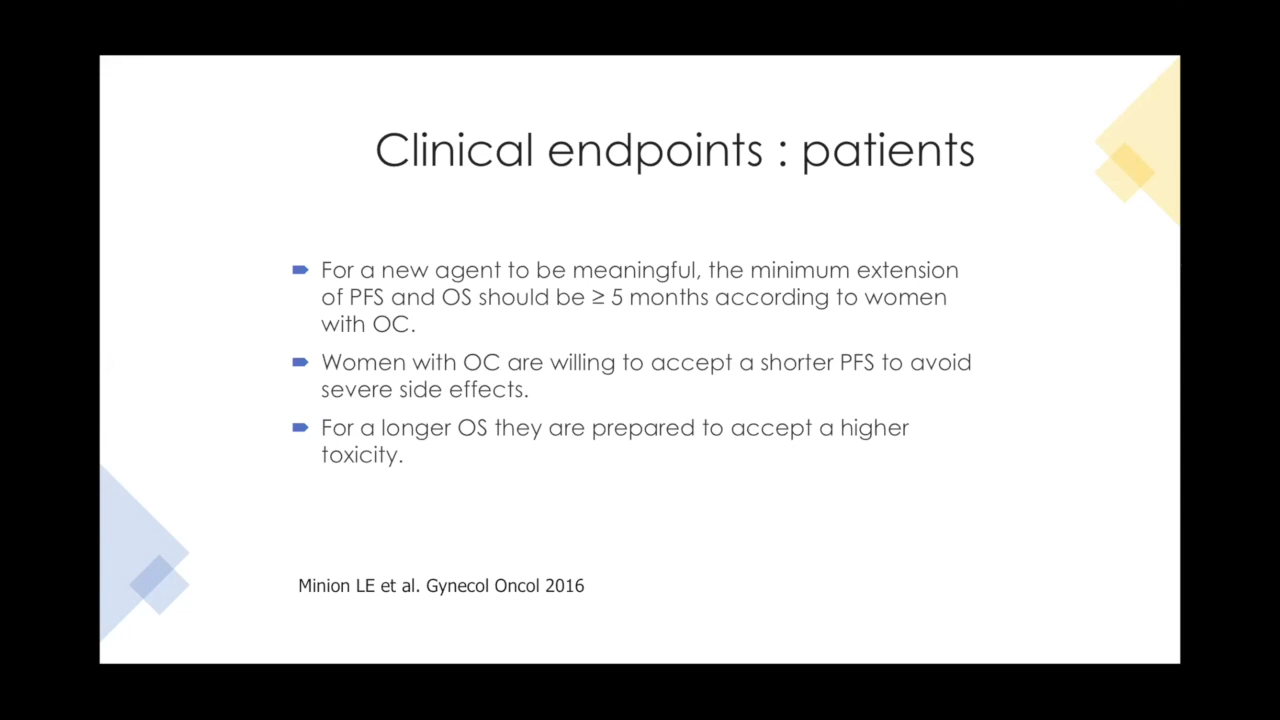 Clinical endpoints : patients
For a new agent to be meaningful, the minimum extension
of PFS and OS should be ≥ 5 months according to women
with OC.
Women with OC are willing to accept a shorter PFS to avoid
severe side effects.
For a longer OS they are prepared to accept a higher
toxicity.
Minion LE et al. Gynecol Oncol 2016